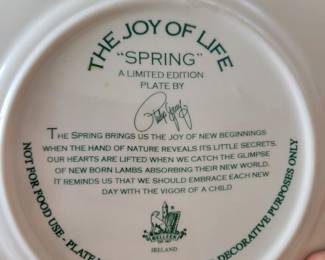 THE JOY OF LIFE
"SPRING"
A LIMITED EDITION
PLATE BY
THE SPRING BRINGS US THE JOY OF NEW BEGINNINGS
WHEN THE HAND OF NATURE REVEALS ITS LITTLE SECRETS.
OUR HEARTS ARE LIFTED WHEN WE CATCH THE GLIMPSE
OF NEW BORN LAMBS ABSORBING THEIR NEW WORLD.
IT REMINDS US THAT WE SHOULD EMBRACE EACH NEW
DAY WITH THE VIGOR OF A CHILD
BELLEEK
IRELAND
NOT FOR FOOD USE - PLATE DECORATIVE PURPOSES ONLY